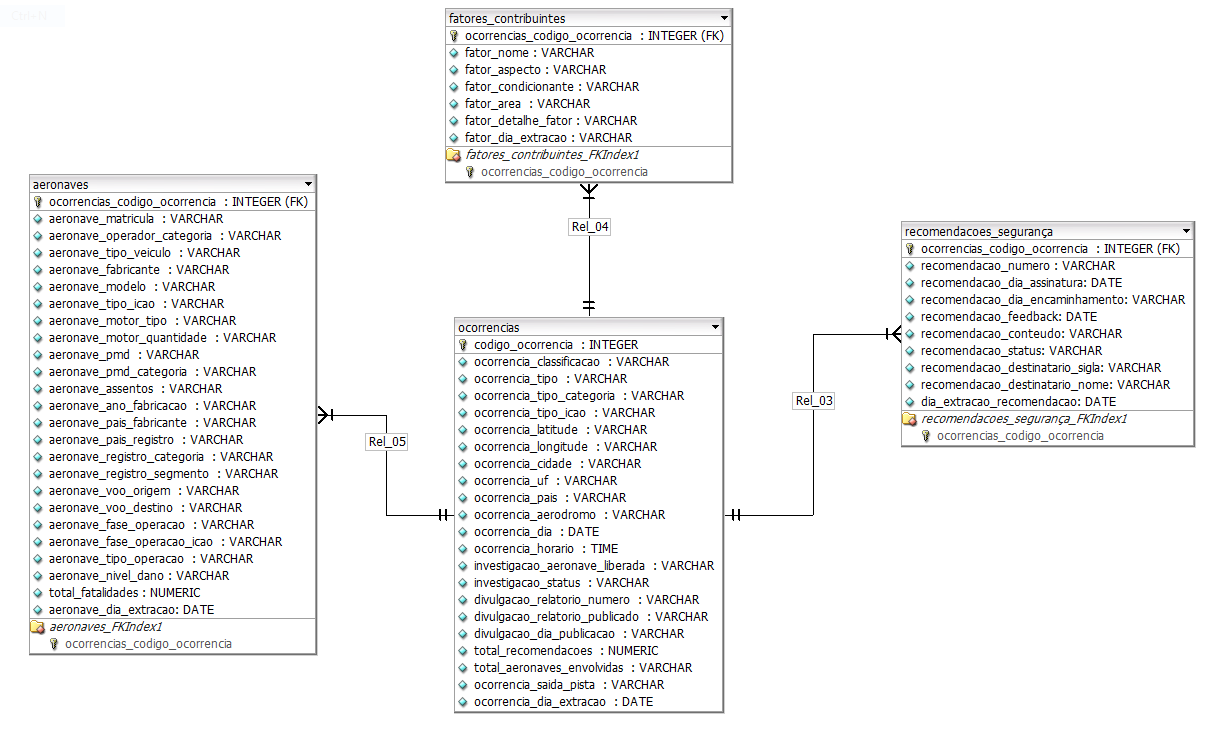 Ctrl+N
fatores_contribuintes
ocorrencias_codigo_ocorrencia : INTEGER (FK)
fator_nome : VARCHAR
fator_aspecto : VARCHAR
fator_condicionante : VARCHAR
fator_area : VARCHAR
fator_detalhe_fator : VARCHAR
fator_dia_extracao : VARCHAR
fatores_contribuintes_FKIndex1
ocorrencias_codigo_ocorrencia
Rel_04
aeronaves
ocorrencias_codigo_ocorrencia : INTEGER (FK)
aeronave_matricula : VARCHAR
aeronave_operador_categoria : VARCHAR
aeronave_tipo_veiculo : VARCHAR
aeronave_fabricante : VARCHAR
aeronave_modelo : VARCHAR
aeronave_tipo_icao : VARCHAR
aeronave_motor_tipo : VARCHAR
aeronave_motor_quantidade : VARCHAR
aeronave_pmd : VARCHAR
aeronave_pmd_categoria : VARCHAR
aeronave_assentos : VARCHAR
aeronave_ano_fabricacao : VARCHAR
aeronave_pais_fabricante : VARCHAR
aeronave_pais_registro : VARCHAR
aeronave_registro_categoria : VARCHAR
aeronave_registro_segmento : VARCHAR
aeronave_voo_origem : VARCHAR
aeronave_voo_destino : VARCHAR
aeronave_fase_operacao : VARCHAR
aeronave_fase_operacao_icao : VARCHAR
aeronave_tipo_operacao : VARCHAR
aeronave_nivel_dano : VARCHAR
total_fatalidades : NUMERIC
aeronave_dia_extracao: DATE
aeronaves_FKIndex1
ocorrencias_codigo_ocorrencia
Rel_05
ocorrencias
codigo_ocorrencia : INTEGER
ocorrencia_classificacao : VARCHAR
ocorrencia_tipo : VARCHAR
ocorrencia_tipo_categoria : VARCHAR
ocorrencia_tipo_icao : VARCHAR
ocorrencia_latitude : VARCHAR
ocorrencia_longitude : VARCHAR
ocorrencia_cidade : VARCHAR
ocorrencia_uf : VARCHAR
ocorrencia_pais : VARCHAR
ocorrencia_aerodromo : VARCHAR
ocorrencia_dia : DATE
ocorrencia_horario : TIME
investigacao_aeronave_liberada : VARCHAR
investigacao_status : VARCHAR
divulgacao_relatorio_numero : VARCHAR
divulgacao_relatorio_publicado : VARCHAR
divulgacao_dia_publicacao : VARCHAR
total_recomendacoes : NUMERIC
total_aeronaves_envolvidas : VARCHAR
ocorrencia_saida_pista : VARCHAR
ocorrencia_dia_extracao : DATE
Rel_03
recomendacoes_segurança
ocorrencias_codigo_ocorrencia : INTEGER (FK)
recomendacao_numero : VARCHAR
recomendacao_dia_assinatura: DATE
recomendacao_dia_encaminhamento: VARCHAR
recomendacao_feedback: DATE
recomendacao_conteudo: VARCHAR
recomendacao_status: VARCHAR
recomendacao_destinatario_sigla: VARCHAR
recomendacao_destinatario_nome: VARCHAR
dia_extracao_recomendacao: DATE
recomendacoes_segurança_FKIndex1
ocorrencias_codigo_ocorrencia